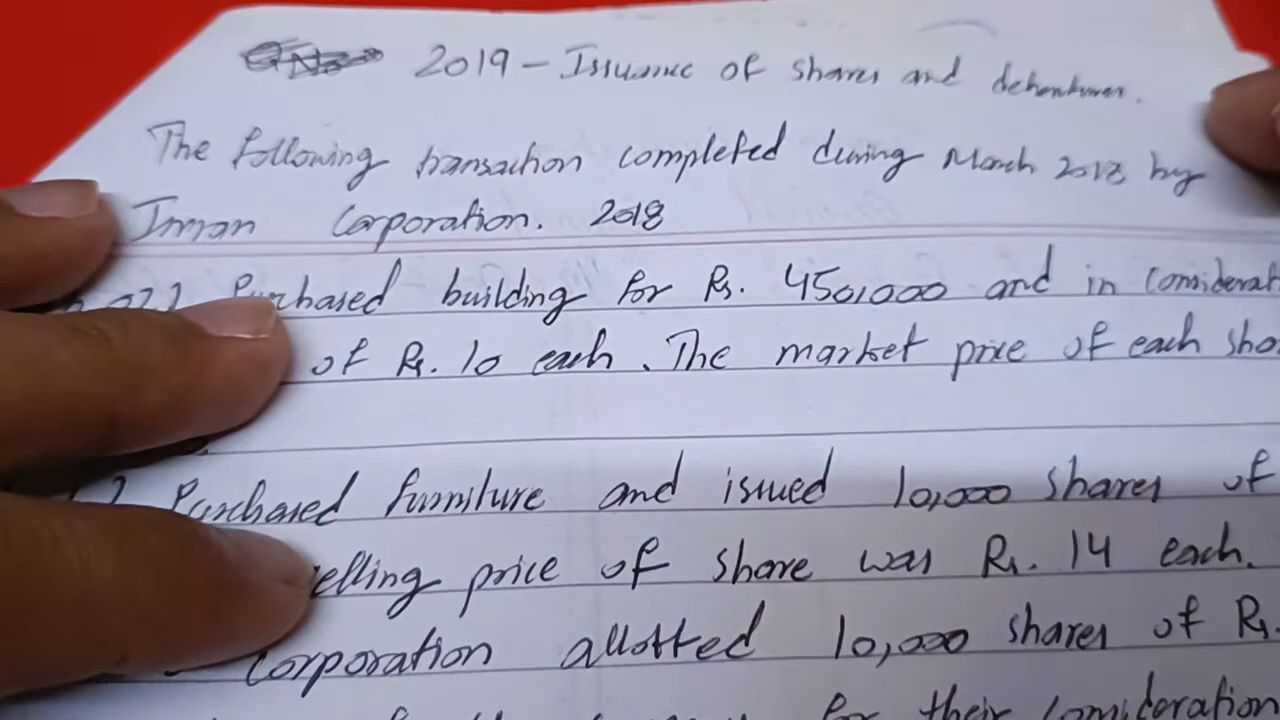 2019 - Issuance of shares and debentures.
The following transaction completed during March 2018 by
Inman Corporation. 2018
Purchased building for Rs. 450,000 and in considerat
of Rs. 10 each. The market price of each sha
Purchased furniture and issued 10,000 shares of
elling price of share was Rs. 14 each.
Corporation allotted 10,000 shares of Rs.
for their consideration